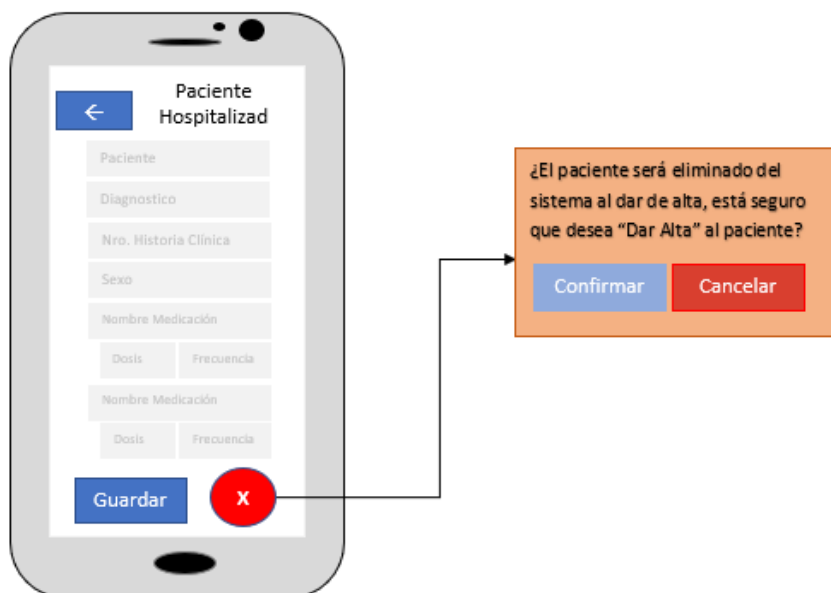 ←
Paciente
Hospitalizad
Paciente
Diagnostico
Nro. Historia Clínica
Sexo
Nombre Medicación
Dosis Frecuencia
Nombre Medicación
Dosis Frecuencia
Guardar X
¿El paciente será eliminado del
sistema al dar de alta, está seguro
que desea “Dar Alta” al paciente?
Confirmar Cancelar